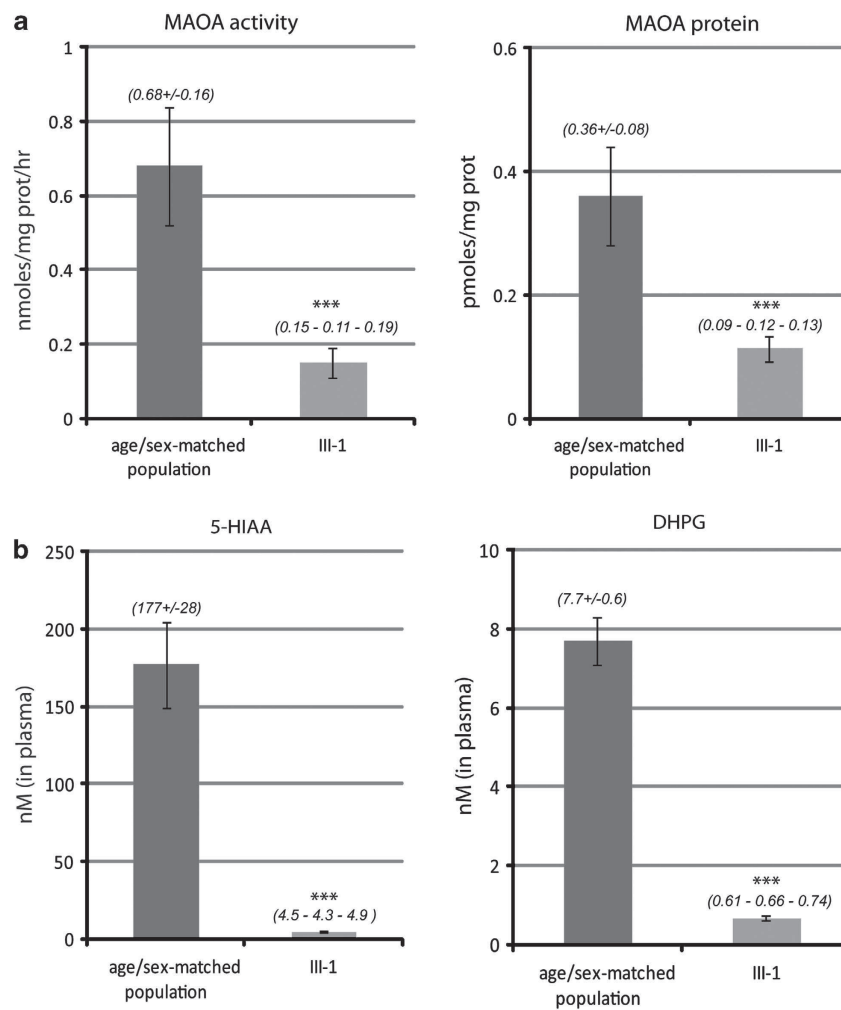 a
MAOA activity
nmoles/mg prot/hr
1
0.8
0.6
0.4
0.2
0
(0.68+/-0.16)
***
(0.15 - 0.11 - 0.19)
age/sex-matched
population
III-1
MAOA protein
pmoles/mg prot
0.6
0.4
0.2
0
(0.36+/-0.08)
***
(0.09 - 0.12 - 0.13)
age/sex-matched
population
III-1
b
5-HIAA
nM (in plasma)
250
200
150
100
50
0
(177+/-28)
***
(4.5 - 4.3 - 4.9 )
age/sex-matched
population
III-1
DHPG
nM (in plasma)
10
8
6
4
2
0
(7.7+/-0.6)
***
(0.61 - 0.66 - 0.74)
age/sex-matched
population
III-1